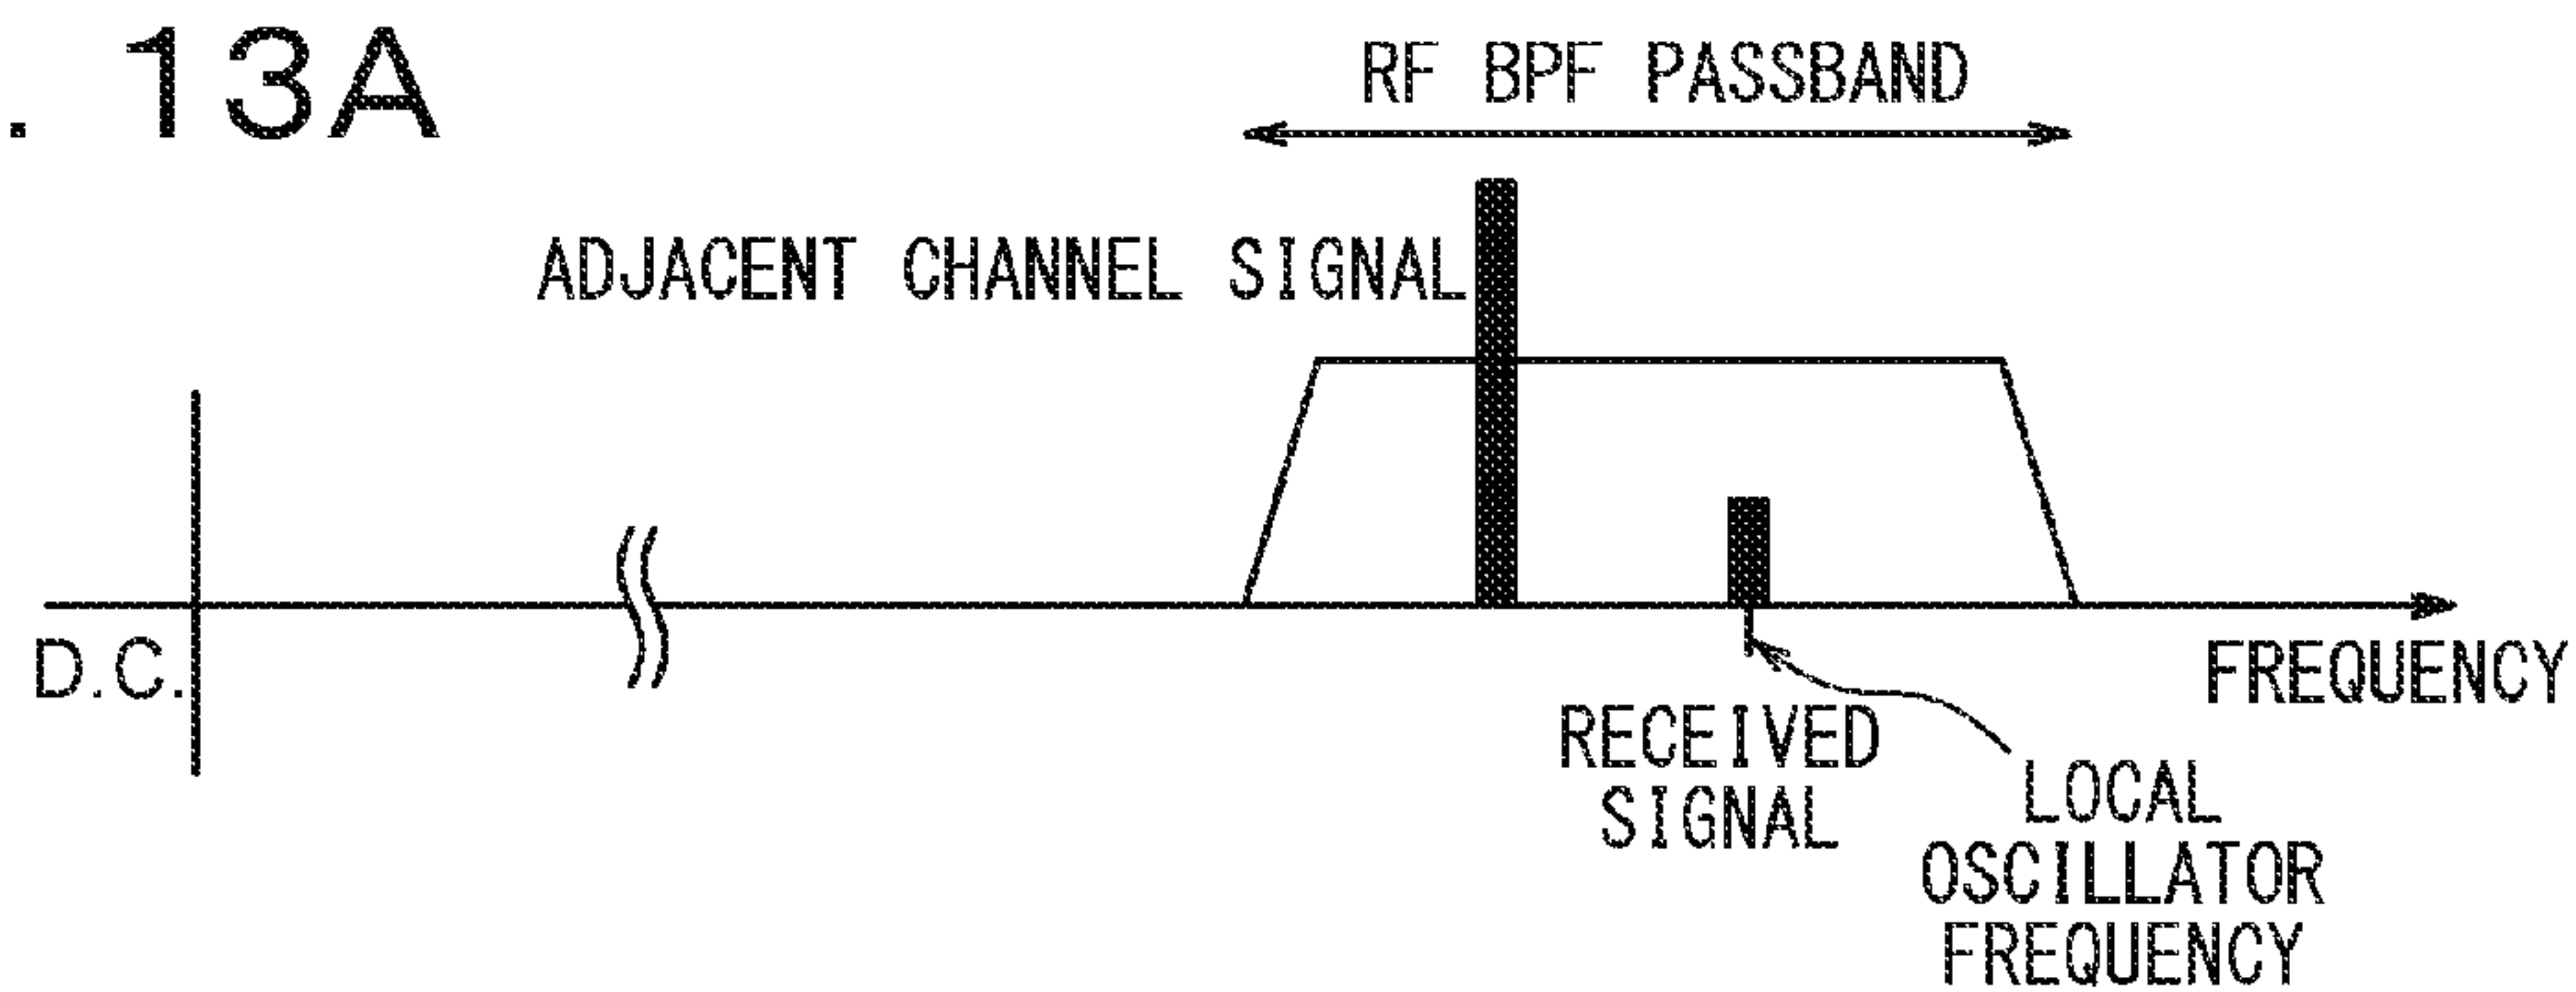 . 13A
RF BPF PASSBAND
ADJACENT CHANNEL SIGNAL
D.C.
FREQUENCY
RECEIVED
SIGNAL
LOCAL
OSCILLATOR
FREQUENCY